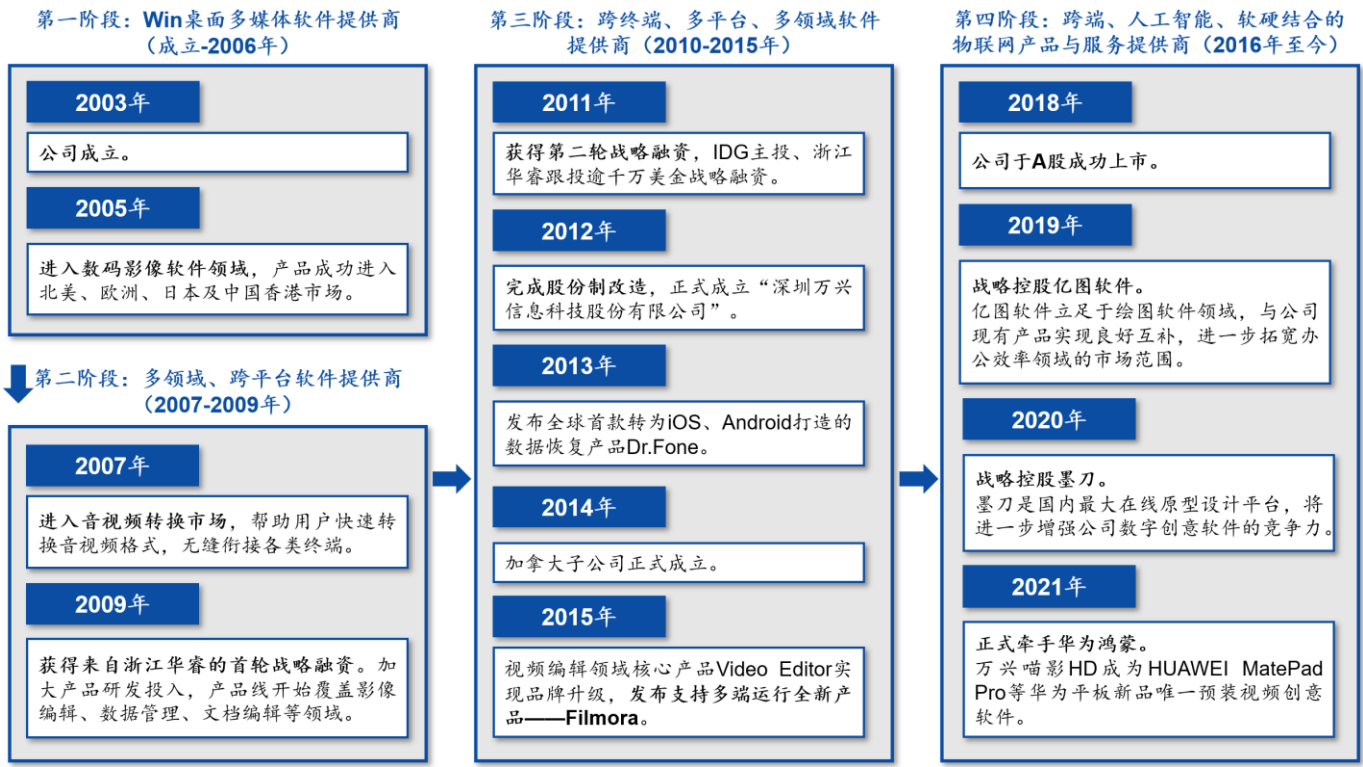 第一阶段：Win桌面多媒体软件提供商
（成立-2006年）
2003年
公司成立。
2005年
进入数码影像软件领域，产品成功进入
北美、欧洲、日本及中国香港市场。
第二阶段：多领域、跨平台软件提供商
（2007-2009年）
2007年
进入音视频转换市场，帮助用户快速转
换音视频格式，无缝衔接各类终端。
2009年
获得来自浙江华睿的首轮战略融资。加
大产品研发投入，产品线开始覆盖影像
编辑、数据管理、文档编辑等领域。
第三阶段：跨终端、多平台、多领域软件
提供商（2010-2015年）
2011年
获得第二轮战略融资，IDG主投、浙江
华睿跟投逾千万美金战略融资。
2012年
完成股份制改造，正式成立“深圳万兴
信息科技股份有限公司”。
2013年
发布全球首款转为iOS、Android打造的
数据恢复产品Dr.Fone。
2014年
加拿大子公司正式成立。
2015年
视频编辑领域核心产品Video Editor实
现品牌升级，发布支持多端运行全新产
品——Filmora。
第四阶段：跨端、人工智能、软硬结合的
物联网产品与服务提供商（2016年至今）
2018年
公司于A股成功上市。
2019年
战略控股亿图软件。
亿图软件立足于绘图软件领域，与公司
现有产品实现良好互补，进一步拓宽办
公效率领域的市场范围。
2020年
战略控股墨刀。
墨刀是国内最大在线原型设计平台，将
进一步增强公司数字创意软件的竞争力。
2021年
正式牵手华为鸿蒙。
万兴喵影HD成为HUAWEI MatePad
Pro等华为平板新品唯一预装视频创意
软件。